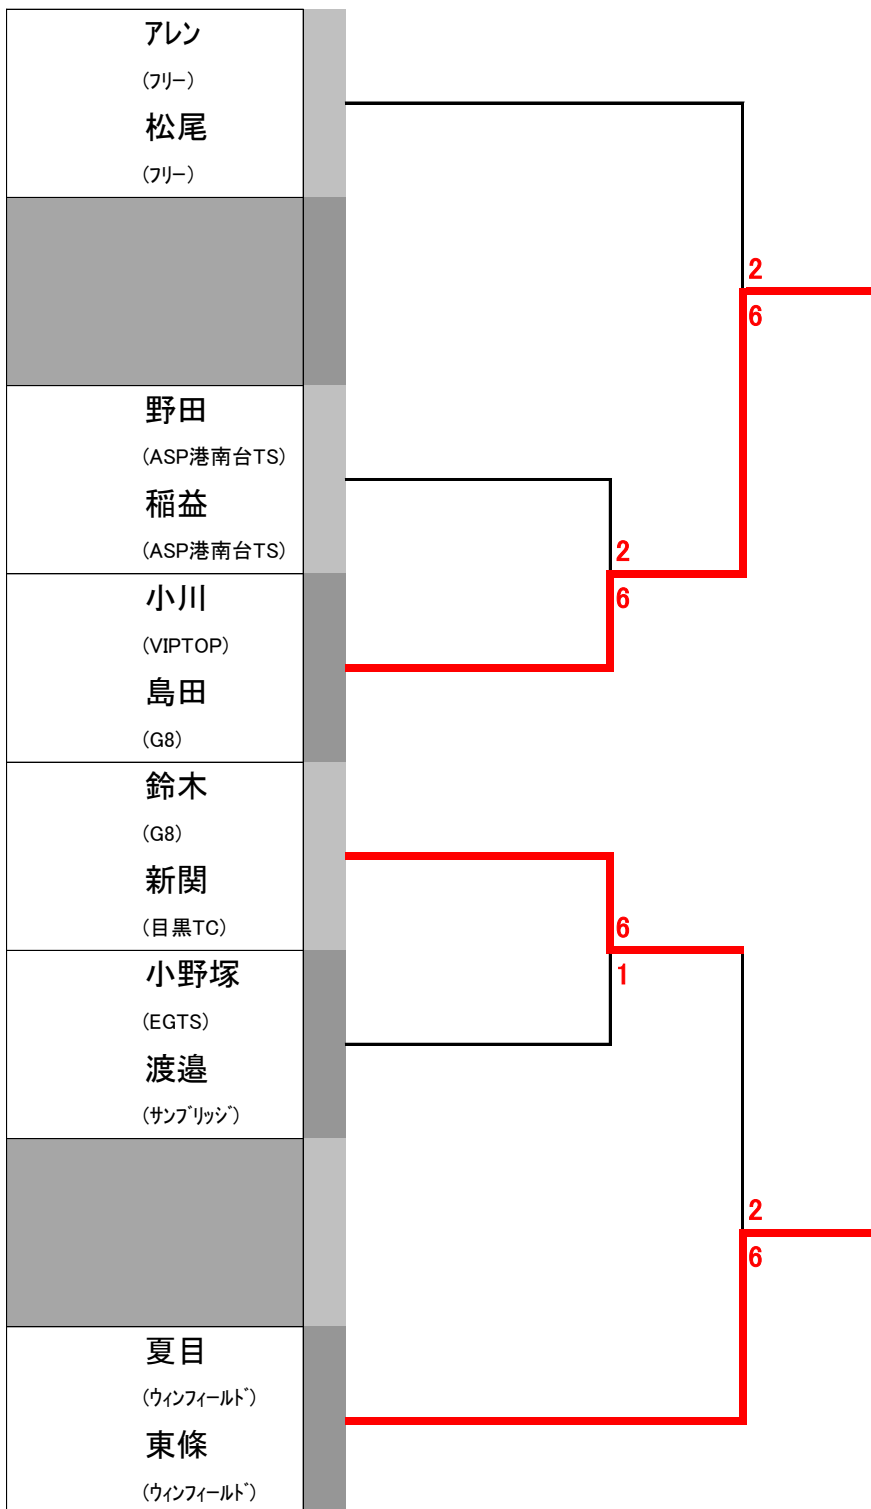 アレン
(フリー)
松尾
(フリー)
2
6
野田
(ASP港南台TS)
稲益
(ASP港南台TS)
2
6
小川
(VIPTOP)
島田
(G8)
鈴木
(G8)
新関
(目黒TC)
6
1
小野塚
(EGTS)
渡邉
(サンブリッジ)
2
6
夏目
(ウィンフィールド)
東條
(ウィンフィールド)